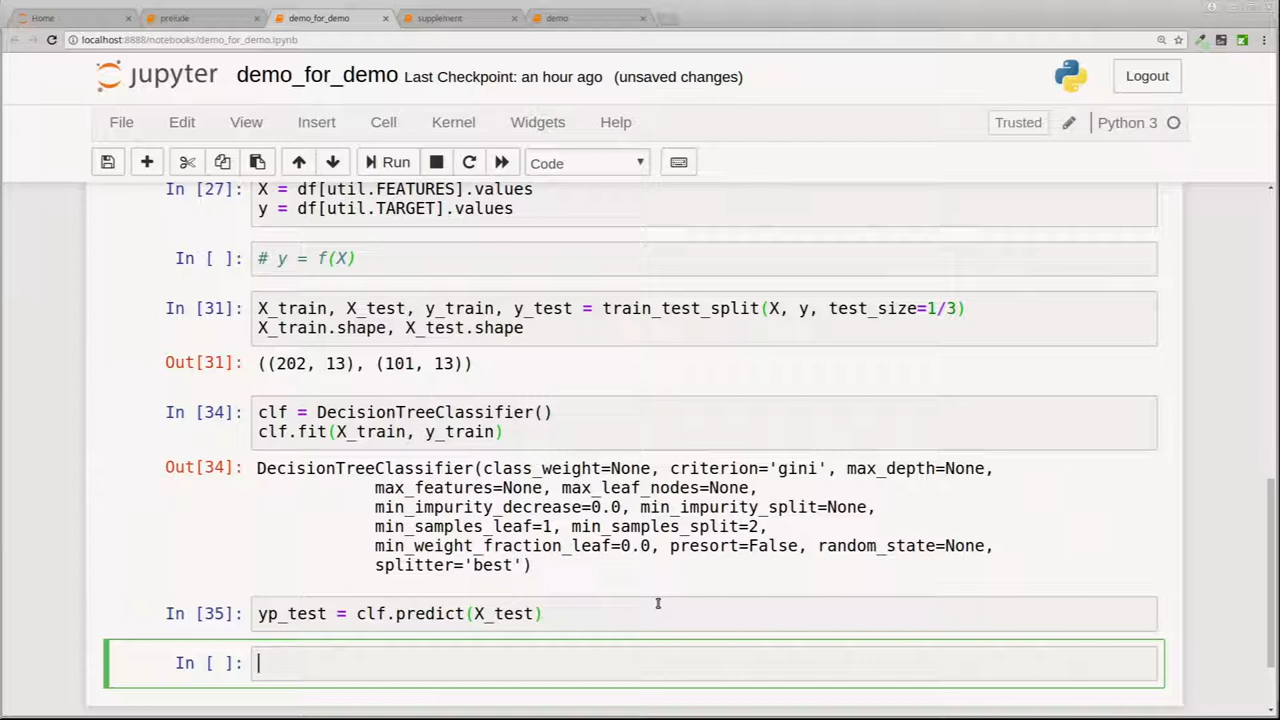 Home
prelude
demo_for_demo
supplement
demo
localhost:8888/notebooks/demo_for_demo.ipynb
jupyter demo_for_demo Last Checkpoint: an hour ago (unsaved changes)
Logout
File Edit View Insert Cell Kernel Widgets Help
Trusted
Python 3
Run
Code
In [27]: X = df[util.FEATURES].values
y = df[util.TARGET].values
In [ ]: # y = f(X)
In [31]: X_train, X_test, y_train, y_test = train_test_split(X, y, test_size=1/3)
X_train.shape, X_test.shape
Out[31]: ((202, 13), (101, 13))
In [34]: clf = DecisionTreeClassifier()
clf.fit(X_train, y_train)
Out[34]: DecisionTreeClassifier(class_weight=None, criterion='gini', max_depth=None,
max_features=None, max_leaf_nodes=None,
min_impurity_decrease=0.0, min_impurity_split=None,
min_samples_leaf=1, min_samples_split=2,
min_weight_fraction_leaf=0.0, presort=False, random_state=None,
splitter='best')
In [35]: yp_test = clf.predict(X_test)
In [ ]: